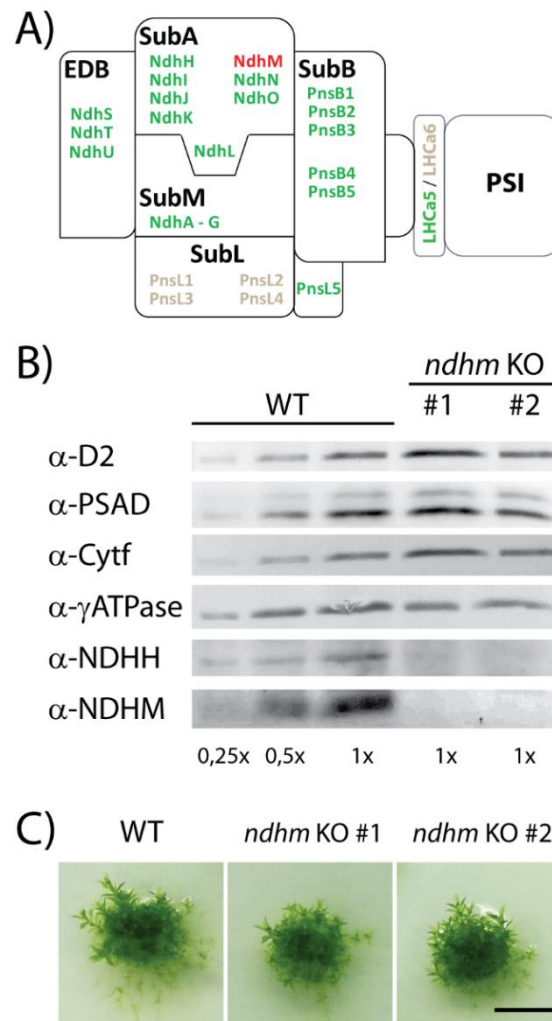 A)
EDB
SubA
NdhH NdhM
NdhI NdhN
NdhJ NdhO
NdhK
SubB
PnsB1
PnsB2
PnsB3
PnsB4
PnsB5
NdhS
NdhT
NdhU
NdhL
SubM
NdhA - G
SubL
PnsL1 PnsL2
PnsL3 PnsL4
PnsL5
LHCa5 / LHCa6
PSI
B)
ndhm KO
WT #1 #2
α-D2
α-PSAD
α-Cytf
α-γATPase
α-NDHH
α-NDHM
0,25x 0,5x 1x 1x 1x
C)
WT ndhm KO #1 ndhm KO #2